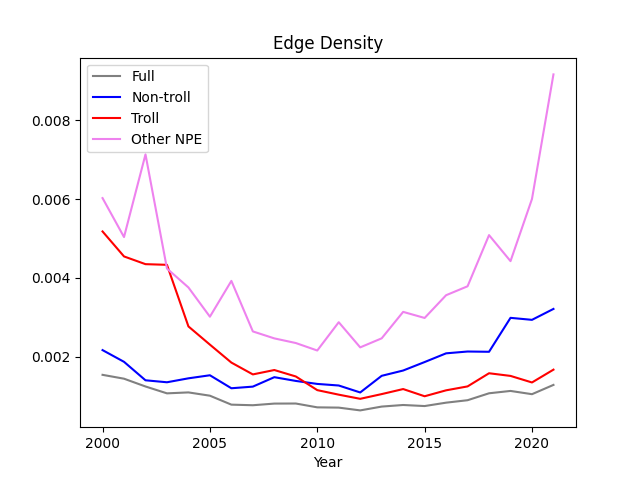 Edge Density
Full
Non-troll
Troll
Other NPE
0.008
0.006
0.004
0.002
2000 2005 2010 2015 2020
Year